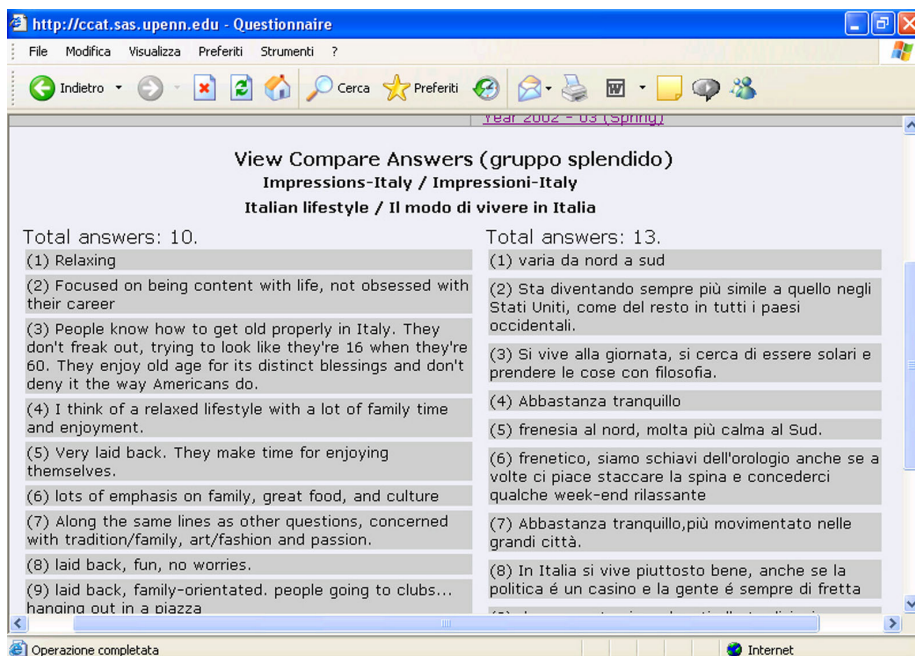 http://ccat.sas.upenn.edu - Questionnaire
File Modifica Visualizza Preferiti Strumenti ?
Indietro Cerca Preferiti
Year 2002 - 03 (Spring)
View Compare Answers (gruppo splendido)
Impressions-Italy / Impressioni-Italy
Italian lifestyle / Il modo di vivere in Italia
Total answers: 10.
(1) Relaxing
(2) Focused on being content with life, not obsessed with
their career
(3) People know how to get old properly in Italy. They
don't freak out, trying to look like they're 16 when they're
60. They enjoy old age for its distinct blessings and don't
deny it the way Americans do.
(4) I think of a relaxed lifestyle with a lot of family time
and enjoyment.
(5) Very laid back. They make time for enjoying
themselves.
(6) lots of emphasis on family, great food, and culture
(7) Along the same lines as other questions, concerned
with tradition/family, art/fashion and passion.
(8) laid back, fun, no worries.
(9) laid back, family-orientated. people going to clubs...
hanging out in a piazza
Total answers: 13.
(1) varia da nord a sud
(2) Sta diventando sempre più simile a quello negli
Stati Uniti, come del resto in tutti i paesi
occidentali.
(3) Si vive alla giornata, si cerca di essere solari e
prendere le cose con filosofia.
(4) Abbastanza tranquillo
(5) frenesia al nord, molta più calma al Sud.
(6) frenetico, siamo schiavi dell'orologio anche se a
volte ci piace staccare la spina e concederci
qualche week-end rilassante
(7) Abbastanza tranquillo,più movimentato nelle
grandi città.
(8) In Italia si vive piuttosto bene, anche se la
politica é un casino e la gente é sempre di fretta
Operazione completata
Internet